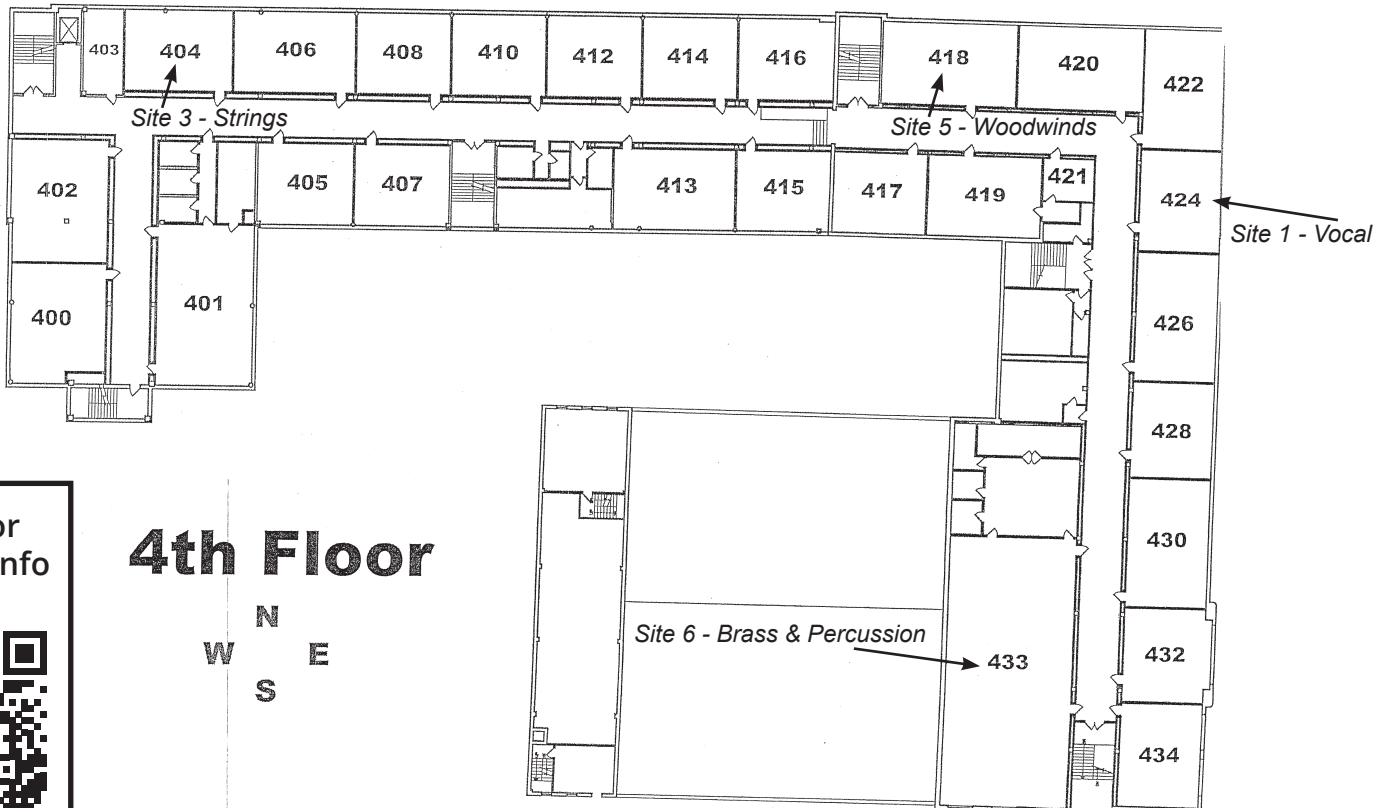 403
404
406
408
410
412
414
416
418
420
422
Site 3 - Strings
Site 5 - Woodwinds
402
405
407
413
415
417
419
421
424
Site 1 - Vocal
400
401
426
428
or
nfo
4th Floor
N
W E
S
430
Site 6 - Brass & Percussion
433
432
434